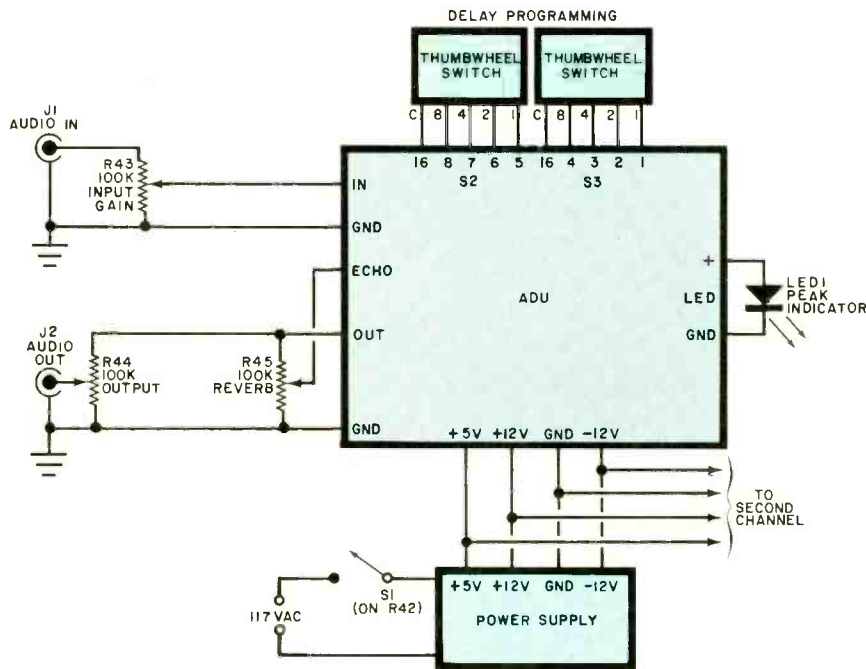 DELAY PROGRAMMING
THUMBWHEEL
SWITCH
THUMBWHEEL
SWITCH
C 8 4 2 1
C 8 4 2 1
16 8 7 6 5
16 4 3 2 1
S2
S3
J1
AUDIO IN
R43
100K
INPUT
GAIN
IN
GND
ECHO
OUT
GND
ADU
+
LED
GND
LED1
PEAK
INDICATOR
J2
AUDIO
OUT
R44
100K
OUTPUT
R45
100K
REVERB
+5V +12V GND -12V
TO
SECOND
CHANNEL
S1
(ON R42)
117VAC
+5V +12V GND -12V
POWER SUPPLY